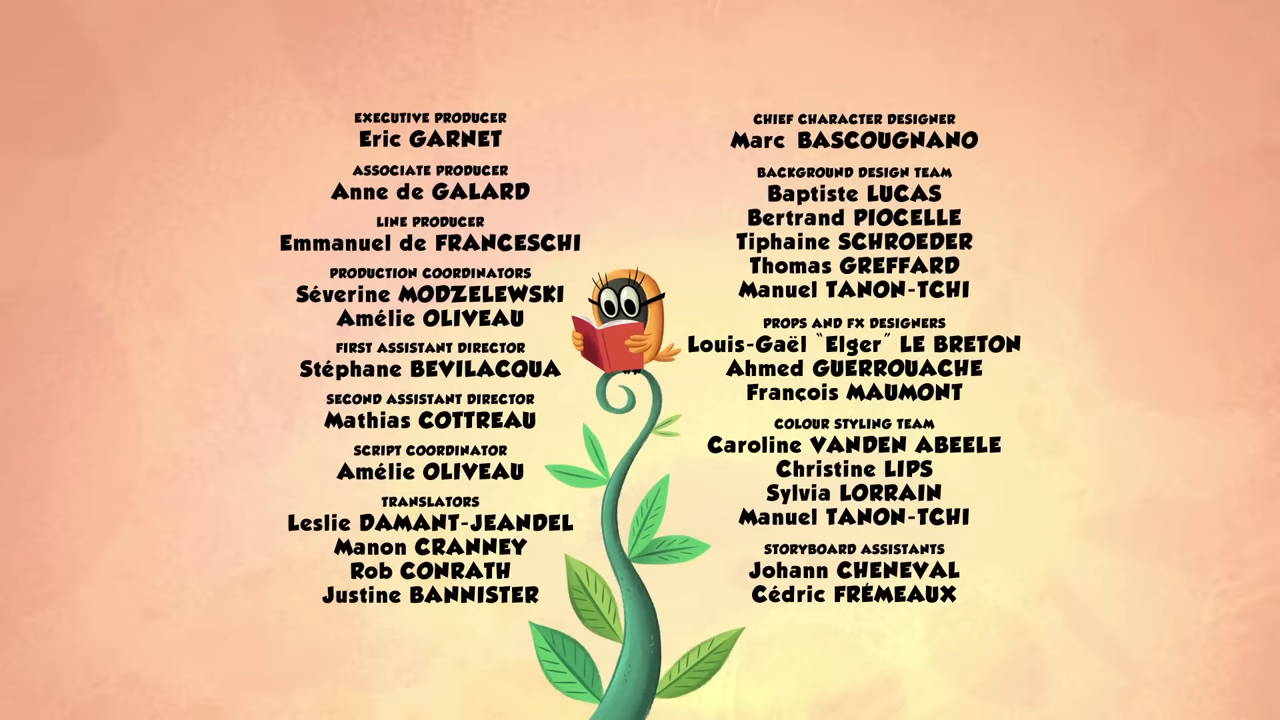 EXECUTIVE PRODUCER
Eric GARNET
ASSOCIATE PRODUCER
Anne de GALARD
LINE PRODUCER
Emmanuel de FRANCESCHI
PRODUCTION COORDINATORS
Séverine MODZELEWSKI
Amélie OLIVEAU
FIRST ASSISTANT DIRECTOR
Stéphane BEVILACQUA
SECOND ASSISTANT DIRECTOR
Mathias COTTREAU
SCRIPT COORDINATOR
Amélie OLIVEAU
TRANSLATORS
Leslie DAMANT-JEANDEL
Manon CRANNEY
Rob CONRATH
Justine BANNISTER
CHIEF CHARACTER DESIGNER
Marc BASCOUGNANO
BACKGROUND DESIGN TEAM
Baptiste LUCAS
Bertrand PIOCELLE
Tiphaine SCHROEDER
Thomas GREFFARD
Manuel TANON-TCHI
PROPS AND FX DESIGNERS
Louis-Gaël "Elger" LE BRETON
Ahmed GUERROUACHE
François MAUMONT
COLOUR STYLING TEAM
Caroline VANDEN ABEELE
Christine LIPS
Sylvia LORRAIN
Manuel TANON-TCHI
STORYBOARD ASSISTANTS
Johann CHENEVAL
Cédric FRÉMEAUX